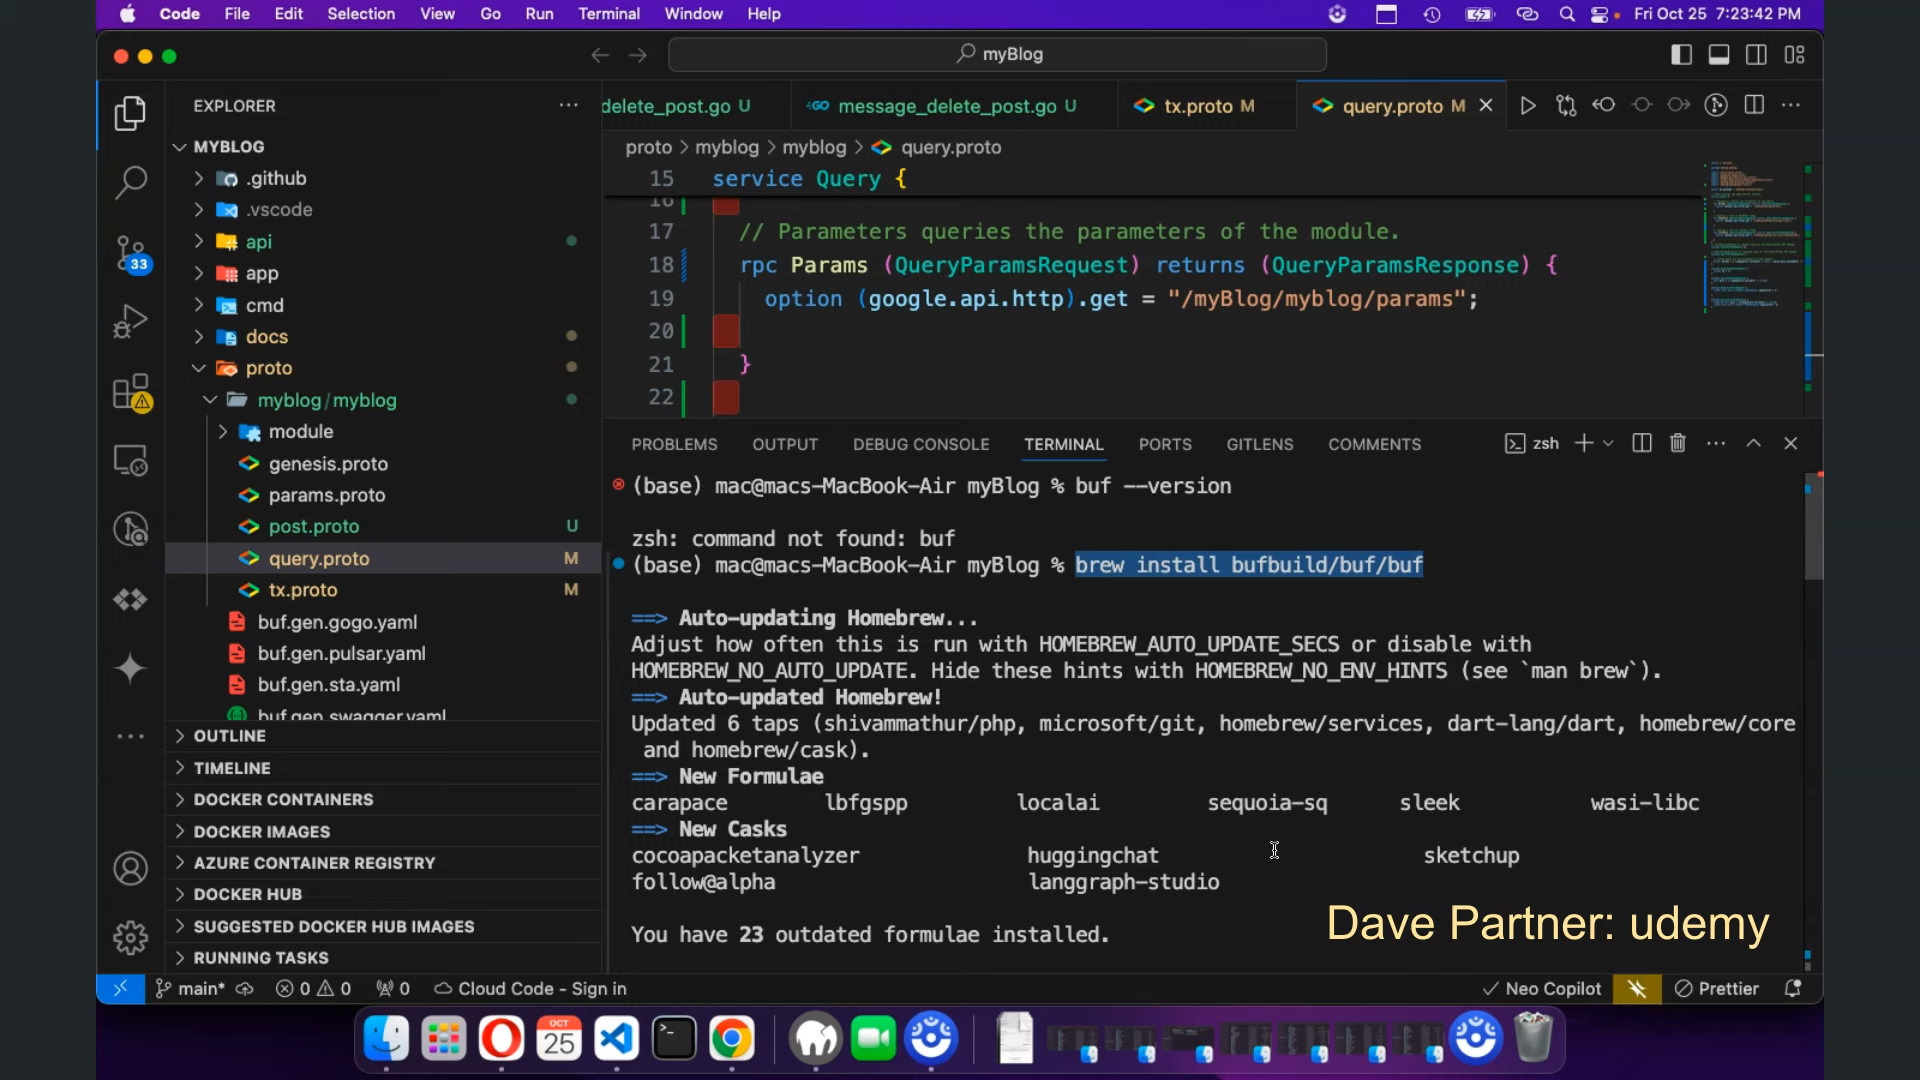 Code File Edit Selection View Go Run Terminal Window Help Fri Oct 25 7:23:42 PM
myBlog
EXPLORER
delete_post.go U message_delete_post.go U tx.proto M query.proto M
proto > myblog > myblog > query.proto
MYBLOG
.github
.vscode
api
app
cmd
docs
proto
myblog/myblog
module
genesis.proto
params.proto
post.proto U
query.proto M
tx.proto M
buf.gen.gogo.yaml
buf.gen.pulsar.yaml
buf.gen.sta.yaml
buf.gen.swagger.yaml
OUTLINE
TIMELINE
DOCKER CONTAINERS
DOCKER IMAGES
AZURE CONTAINER REGISTRY
DOCKER HUB
SUGGESTED DOCKER HUB IMAGES
RUNNING TASKS
33
15 service Query {
16
17 // Parameters queries the parameters of the module.
18 rpc Params (QueryParamsRequest) returns (QueryParamsResponse) {
19 option (google.api.http).get = "/myBlog/myblog/params";
20
21 }
22
PROBLEMS OUTPUT DEBUG CONSOLE TERMINAL PORTS GITLENS COMMENTS zsh
(base) mac@macs-MacBook-Air myBlog % buf --version
zsh: command not found: buf
(base) mac@macs-MacBook-Air myBlog % brew install bufbuild/buf/buf
==> Auto-updating Homebrew...
Adjust how often this is run with HOMEBREW_AUTO_UPDATE_SECS or disable with
HOMEBREW_NO_AUTO_UPDATE. Hide these hints with HOMEBREW_NO_ENV_HINTS (see `man brew`).
==> Auto-updated Homebrew!
Updated 6 taps (shivammathur/php, microsoft/git, homebrew/services, dart-lang/dart, homebrew/core
and homebrew/cask).
==> New Formulae
carapace lbfgspp localai sequoia-sq sleek wasi-libc
==> New Casks
cocoapacketanalyzer huggingchat sketchup
follow@alpha langgraph-studio
You have 23 outdated formulae installed.
Dave Partner: udemy
main* 0 0 0 Cloud Code - Sign in Neo Copilot Prettier
OCT
25